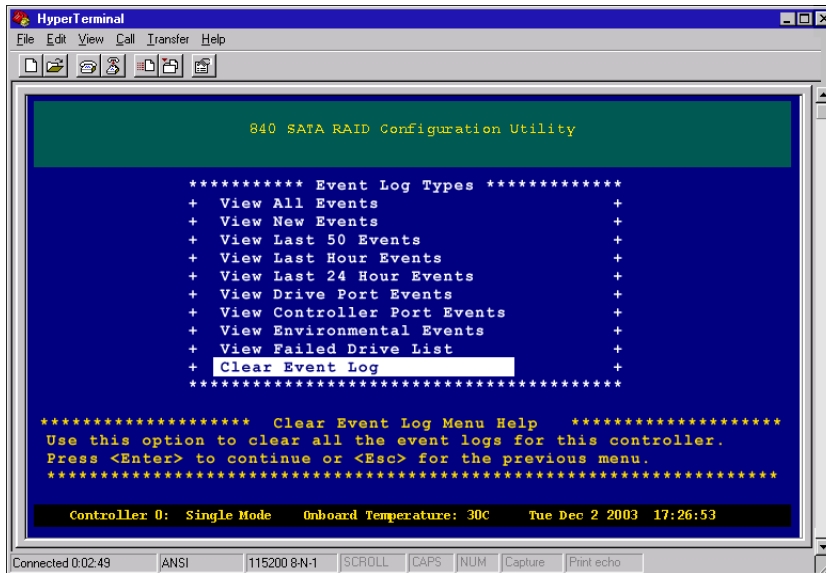 HyperTerminal
File Edit View Call Transfer Help
840 SATA RAID Configuration Utility
*********** Event Log Types *************
+ View All Events +
+ View New Events +
+ View Last 50 Events +
+ View Last Hour Events +
+ View Last 24 Hour Events +
+ View Drive Port Events +
+ View Controller Port Events +
+ View Environmental Events +
+ View Failed Drive List +
+ Clear Event Log +
*****************************************
******************** Clear Event Log Menu Help ********************
Use this option to clear all the event logs for this controller.
Press <Enter> to continue or <Esc> for the previous menu.
**********************************************************************
Controller 0: Single Mode Onboard Temperature: 30C Tue Dec 2 2003 17:26:53
Connected 0:02:49 ANSI 115200 8-N-1 SCROLL CAPS NUM Capture Print echo